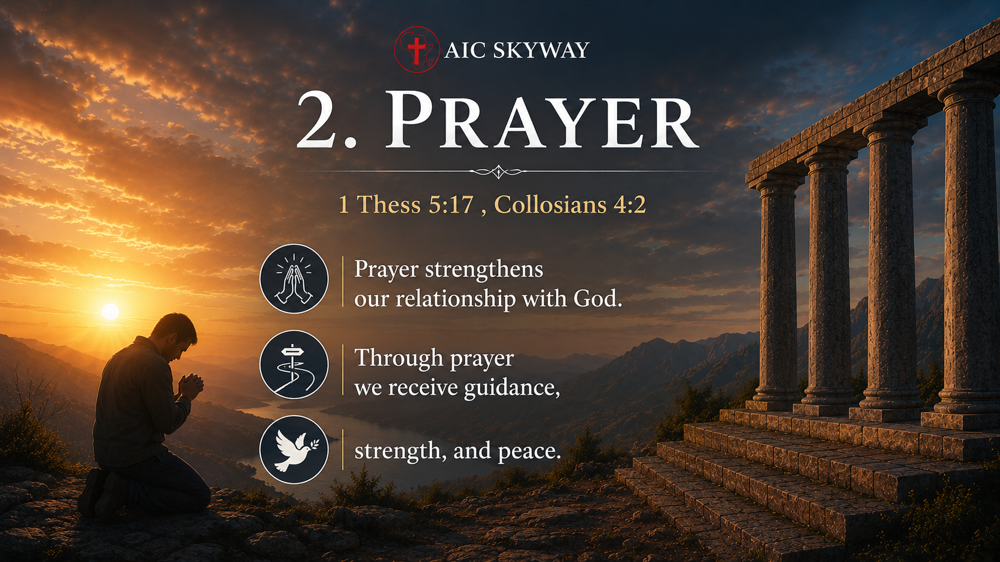 AIC SKYWAY
2. PRAYER
1 Thess 5:17 , Collosians 4:2
Prayer strengthens
our relationship with God.
Through prayer
we receive guidance,
strength, and peace.